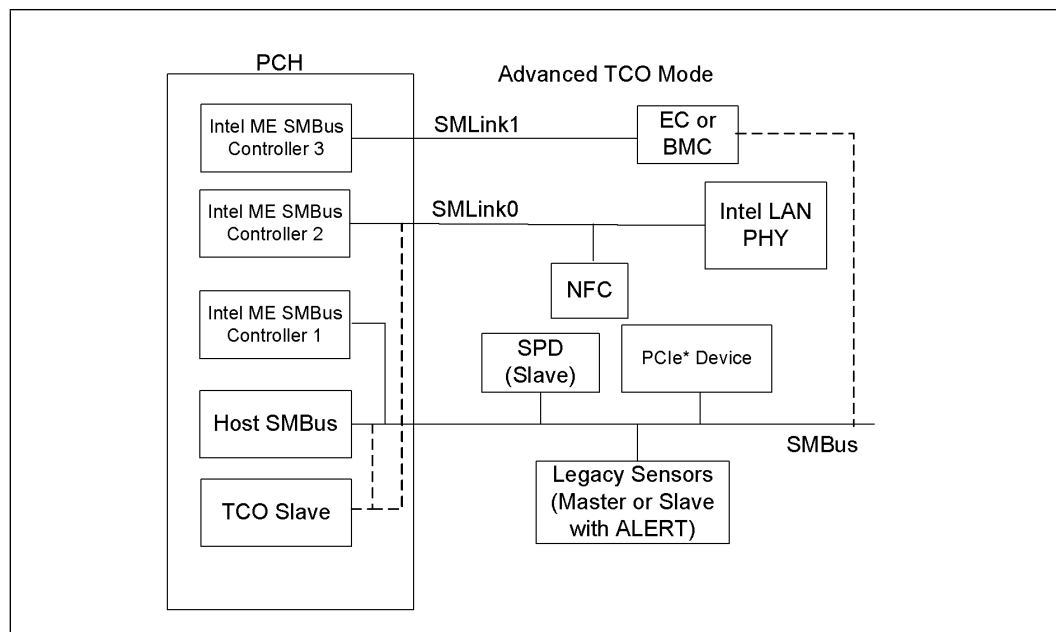 PCH
Advanced TCO Mode
Intel ME SMBus
Controller 3
SMLink1
EC or
BMC
Intel ME SMBus
Controller 2
SMLink0
Intel LAN
PHY
NFC
Intel ME SMBus
Controller 1
SPD
(Slave)
PCIe* Device
Host SMBus
SMBus
Legacy Sensors
(Master or Slave
with ALERT)
TCO Slave